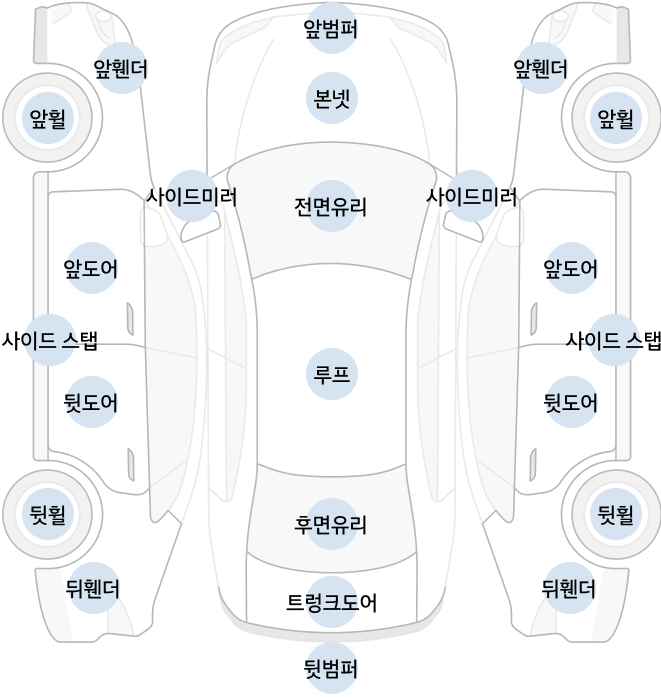 앞범퍼
앞휀더
앞휀더
본넷
앞휠
앞휠
사이드미러
사이드미러
전면유리
앞도어
앞도어
사이드 스탭
사이드 스탭
루프
뒷도어
뒷도어
뒷휠
뒷휠
후면유리
뒤휀더
뒤휀더
트렁크도어
뒷범퍼